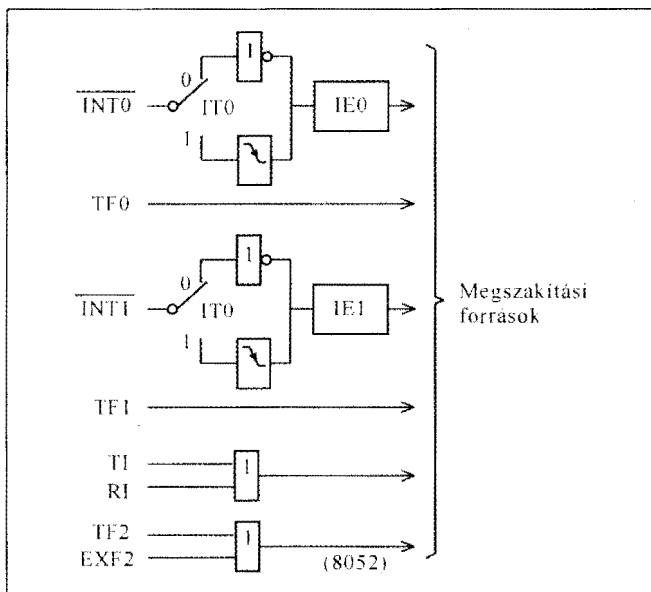 1
0
INT0
IT0
IE0
1
TF0
1
0
INT1
IT0
IE1
1
Megszakítási
források
TF1
TI
1
RI
TF2
1
EXF2
(8052)